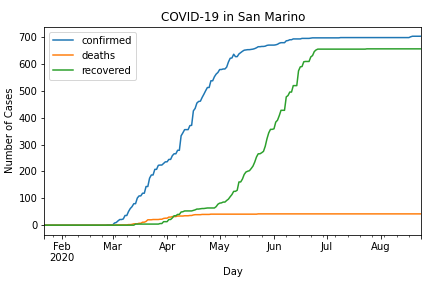 COVID-19 in San Marino
confirmed
deaths
recovered
Number of Cases
700
600
500
400
300
200
100
0
Feb Mar Apr May Jun Jul Aug
2020
Day